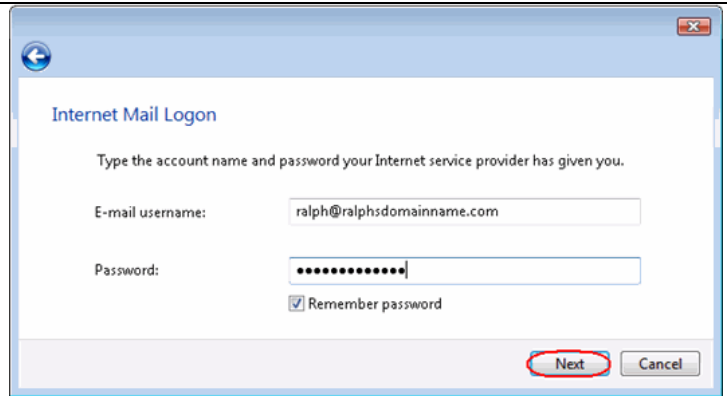 Internet Mail Logon
Type the account name and password your Internet service provider has given you.
E-mail username: ralph@ralphsdomainname.com
Password: •••••••••••••
Remember password
Next Cancel